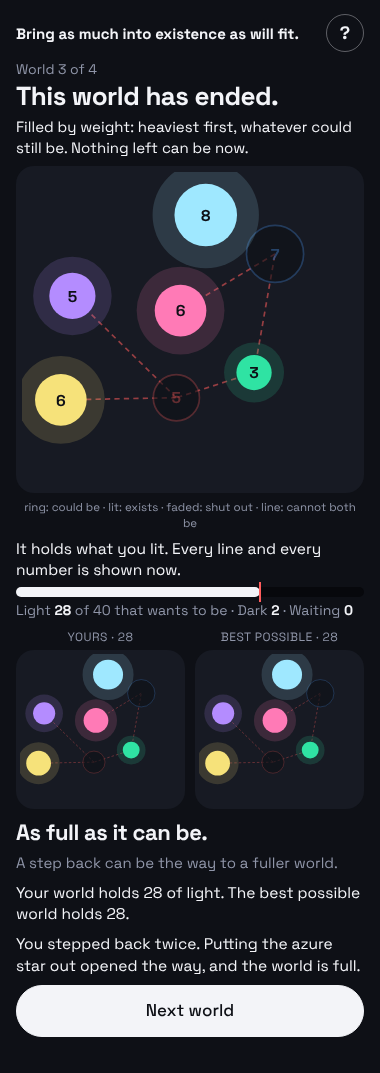 Bring as much into existence as will fit.
?
World 3 of 4
This world has ended.
Filled by weight: heaviest first, whatever could
still be. Nothing left can be now.
8
7
5
6
3
6
5
ring: could be · lit: exists · faded: shut out · line: cannot both
be
It holds what you lit. Every line and every
number is shown now.
Light 28 of 40 that wants to be · Dark 2 · Waiting 0
YOURS · 28
BEST POSSIBLE · 28
As full as it can be.
A step back can be the way to a fuller world.
Your world holds 28 of light. The best possible
world holds 28.
You stepped back twice. Putting the azure
star out opened the way, and the world is full.
Next world